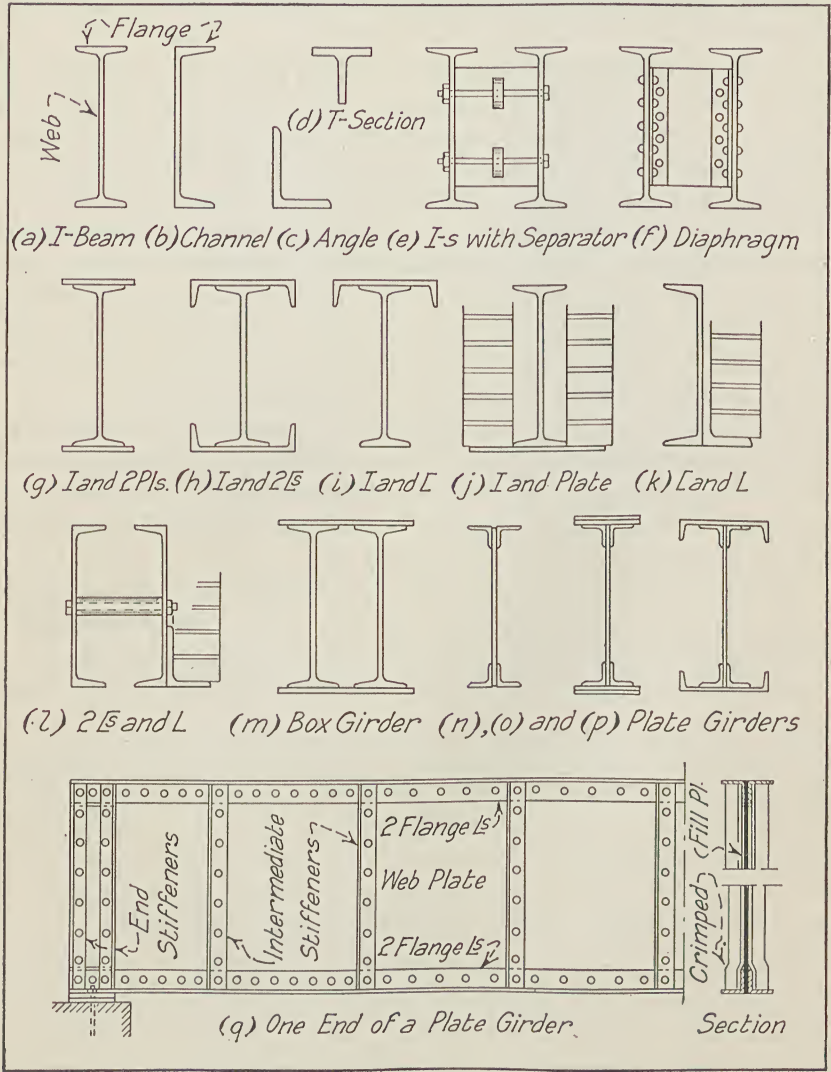 Flange
Web
(d) T-Section
(a) I-Beam (b) Channel (c) Angle (e) I-s with Separator (f) Diaphragm
(g) I and 2 Pls. (h) I and 2 [s (i) I and [ (j) I and Plate (k) [ and L
(l) 2 [s and L (m) Box Girder (n), (o) and (p) Plate Girders
End Stiffeners
Intermediate Stiffeners
2 Flange Ls
Web Plate
2 Flange Ls
Crimped
Fill Pl.
(q) One End of a Plate Girder
Section